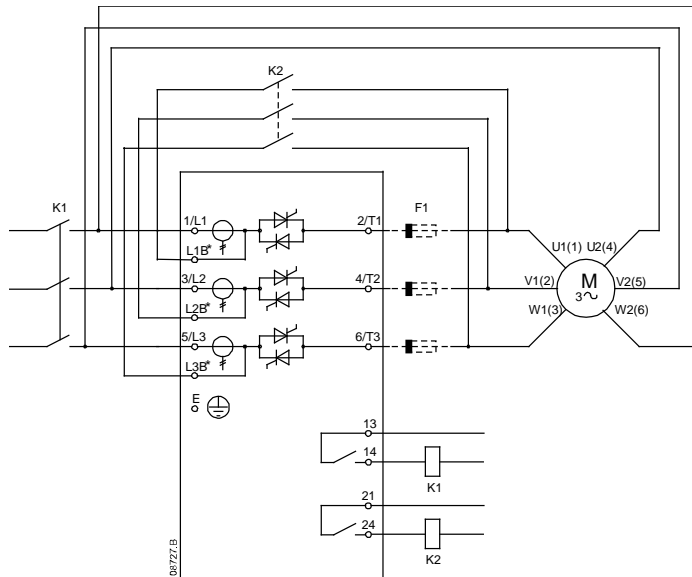 K2
K1
F1
1/L1
2/T1
L1B*
U1(1) U2(4)
3/L2
4/T2
V1(2)
M
3~
V2(5)
L2B*
W1(3)
W2(6)
5/L3
6/T3
L3B*
E
13
14
K1
21
24
K2
08727.B